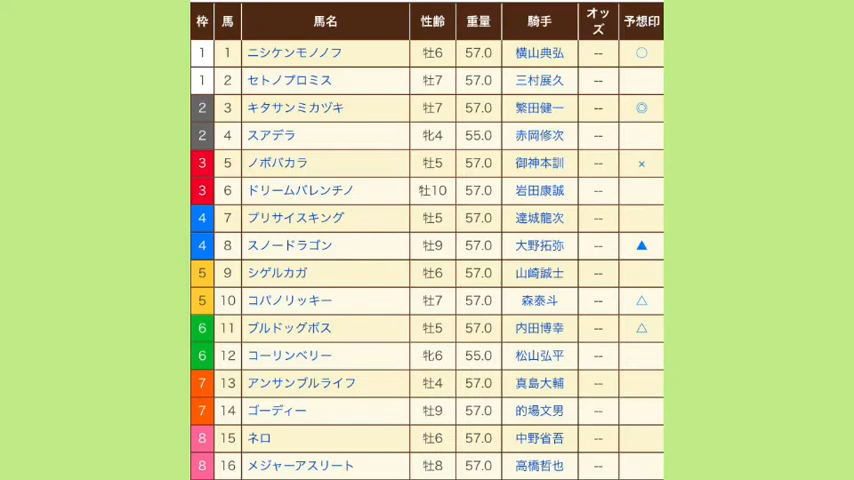 枠 馬 馬名 性齢 重量 騎手 オッズ 予想印
1 1 ニシケンモノノフ 牡6 57.0 横山典弘 -- ○
1 2 セトノプロミス 牡7 57.0 三村展久 --
2 3 キタサンミカヅキ 牡7 57.0 繁田健一 -- ◎
2 4 スアデラ 牝4 55.0 赤岡修次 --
3 5 ノボバカラ 牡5 57.0 御神本訓 -- ×
3 6 ドリームバレンチノ 牡10 57.0 岩田康誠 --
4 7 プリサイスキング 牡5 57.0 達城龍次 --
4 8 スノードラゴン 牡9 57.0 大野拓弥 -- ▲
5 9 シゲルカガ 牡6 57.0 山崎誠士 --
5 10 コパノリッキー 牡7 57.0 森泰斗 -- △
6 11 ブルドッグボス 牡5 57.0 内田博幸 -- △
6 12 コーリンベリー 牝6 55.0 松山弘平 --
7 13 アンサンブルライフ 牡4 57.0 真島大輔 --
7 14 ゴーディー 牡9 57.0 的場文男 --
8 15 ネロ 牡6 57.0 中野省吾 --
8 16 メジャーアスリート 牡8 57.0 高橋哲也 --